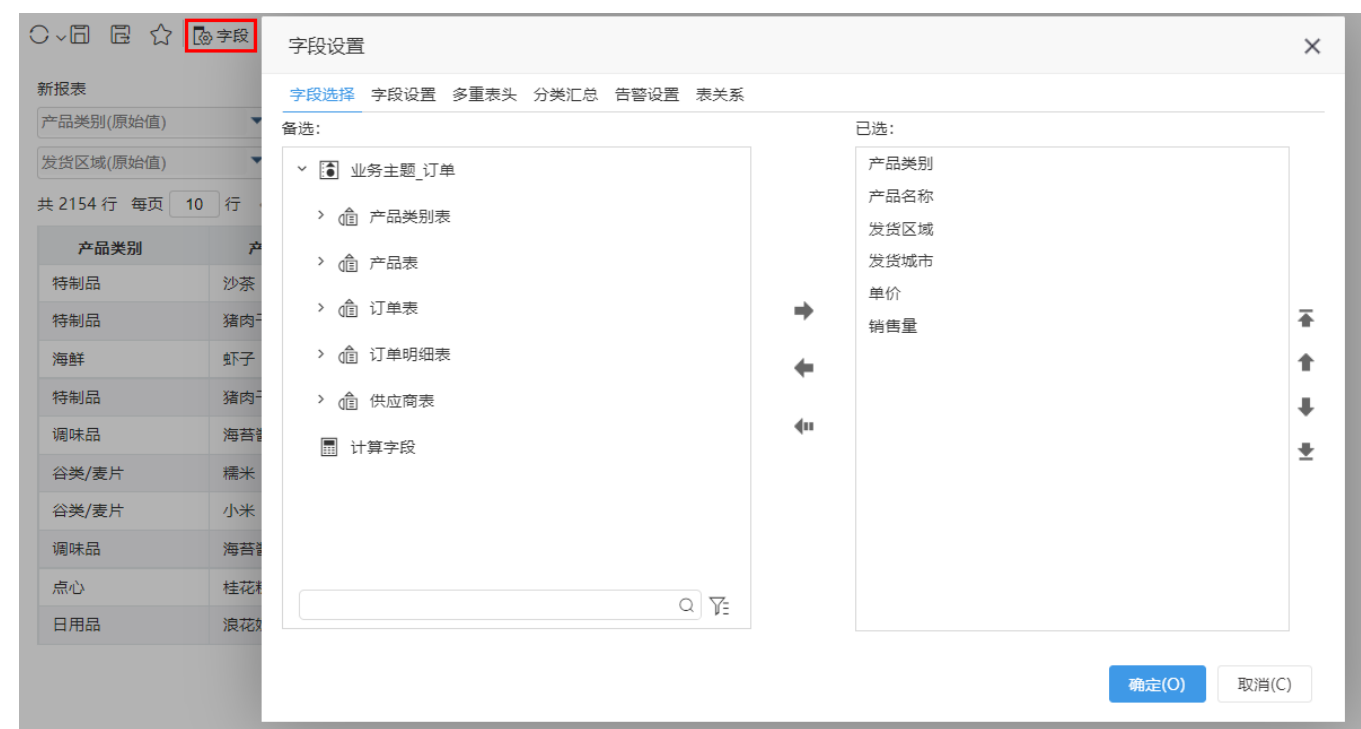 字段
字段设置
新报表
字段选择 字段设置 多重表头 分类汇总 告警设置 表关系
产品类别(原始值)
备选:
已选:
发货区域(原始值)
业务主题_订单
产品类别表
产品表
订单表
订单明细表
供应商表
计算字段
产品类别
产品名称
发货区域
发货城市
单价
销售量
共 2154 行 每页 10 行
产品类别 产
特制品 沙茶
特制品 猪肉
海鲜 虾子
特制品 猪肉
调味品 海苔
谷类/麦片 糯米
谷类/麦片 小米
调味品 海苔
点心 桂花
日用品 浪花
确定(O)
取消(C)